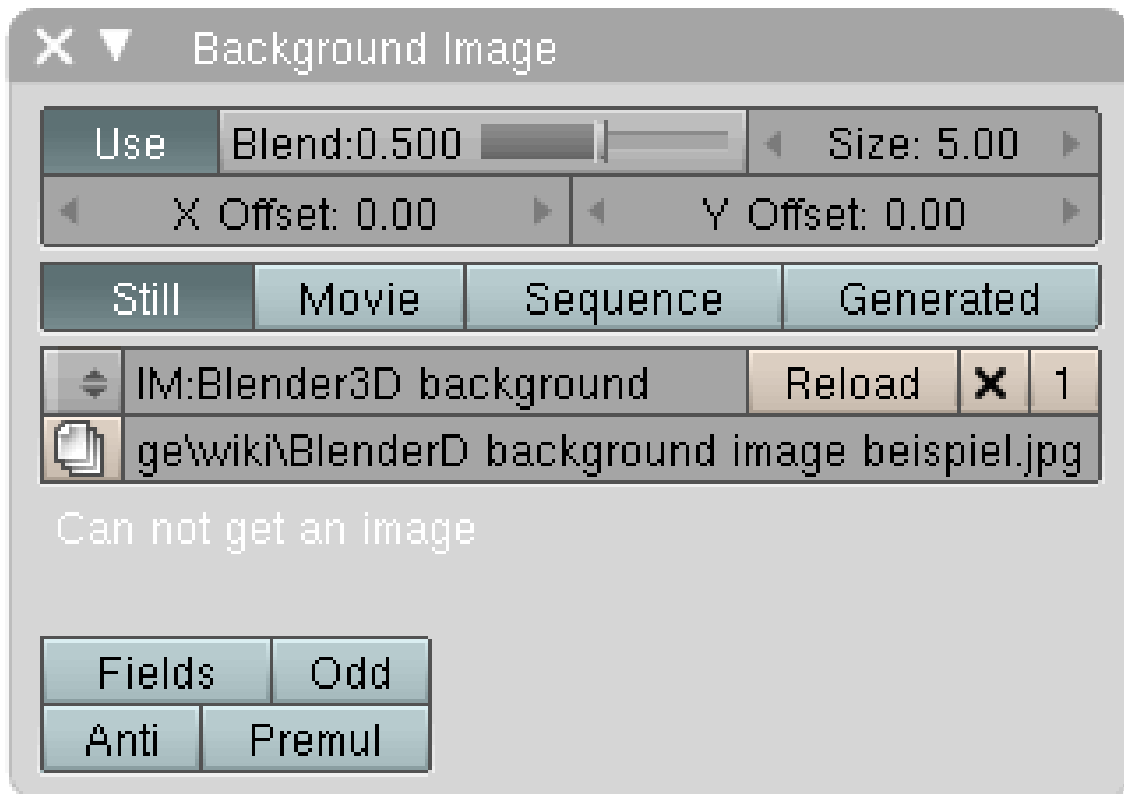 Background Image
Use Blend:0.500 Size: 5.00
X Offset: 0.00 Y Offset: 0.00
Still Movie Sequence Generated
IM:Blender3D background Reload X 1
ge\wiki\BlenderD background image beispiel.jpg
Can not get an image
Fields Odd
Anti Premul